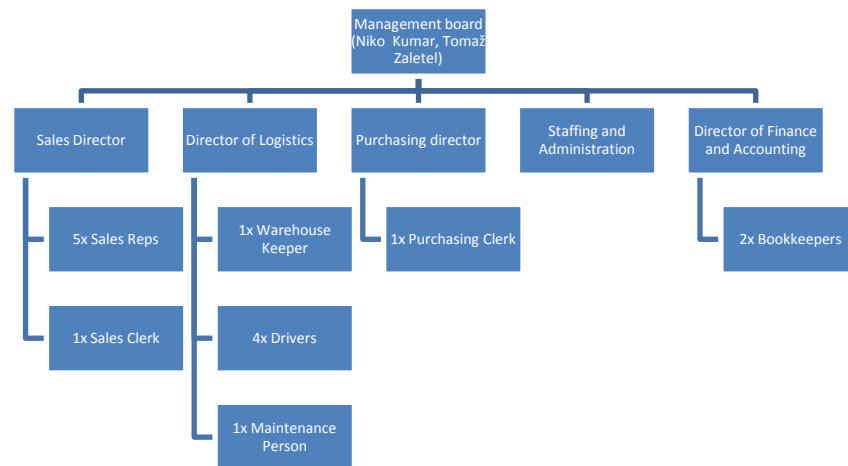 Management board
(Niko Kumar, Tomaž
Zaletel)
Sales Director
Director of Logistics
Purchasing director
Staffing and
Administration
Director of Finance
and Accounting
5x Sales Reps
1x Warehouse
Keeper
1x Purchasing Clerk
2x Bookkeepers
1x Sales Clerk
4x Drivers
1x Maintenance
Person